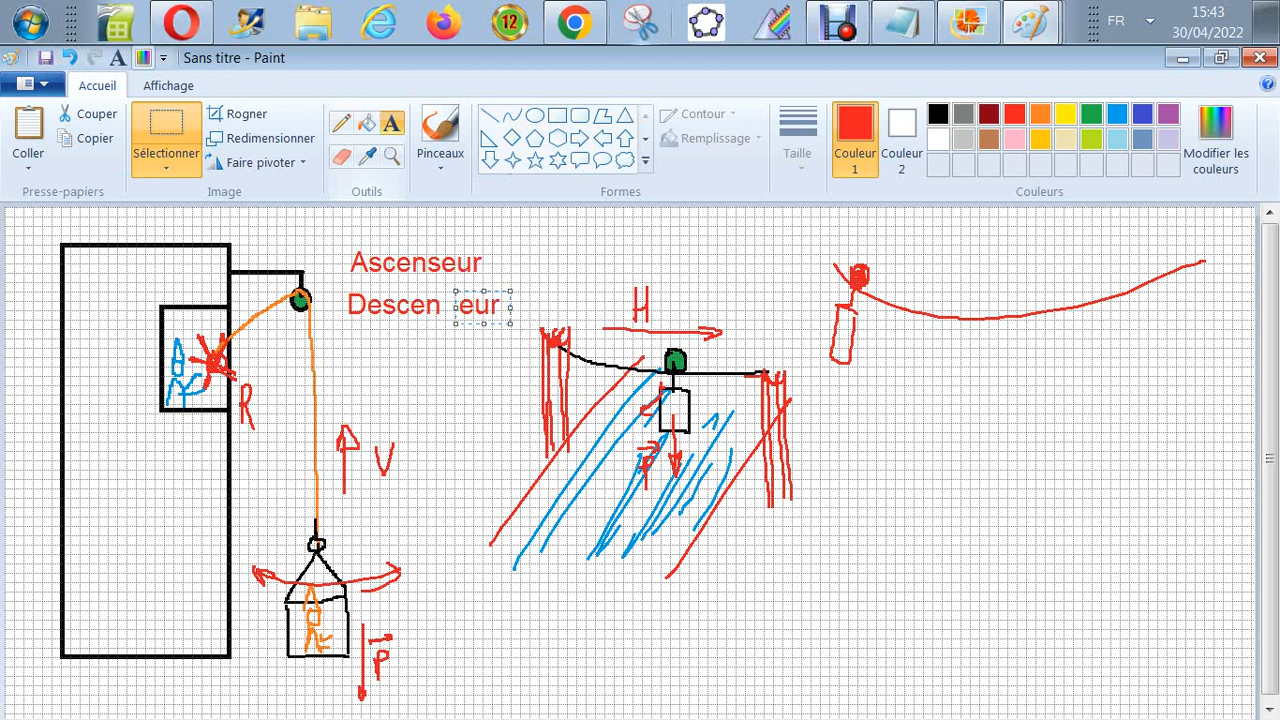 12
FR
15:43
30/04/2022
Sans titre - Paint
Accueil
Affichage
Coller
Couper
Copier
Presse-papiers
Sélectionner
Rogner
Redimensionner
Faire pivoter
Image
A
Outils
Pinceaux
Contour
Remplissage
Formes
Taille
Couleur 1
Couleur 2
Modifier les couleurs
Couleurs
Ascenseur
Descen eur
H
R
V
P
P